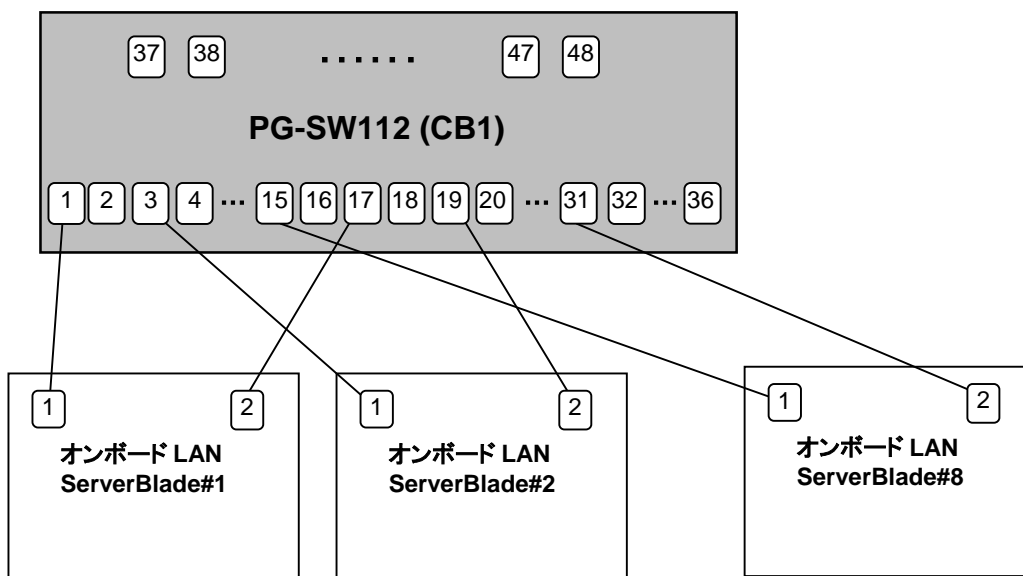 37 38 ‥‥‥ 47 48
PG-SW112 (CB1)
1 2 3 4 … 15 16 17 18 19 20 … 31 32 … 36
1 2 1 2 1 2
オンボード LAN
ServerBlade#1
オンボード LAN
ServerBlade#2
オンボード LAN
ServerBlade#8